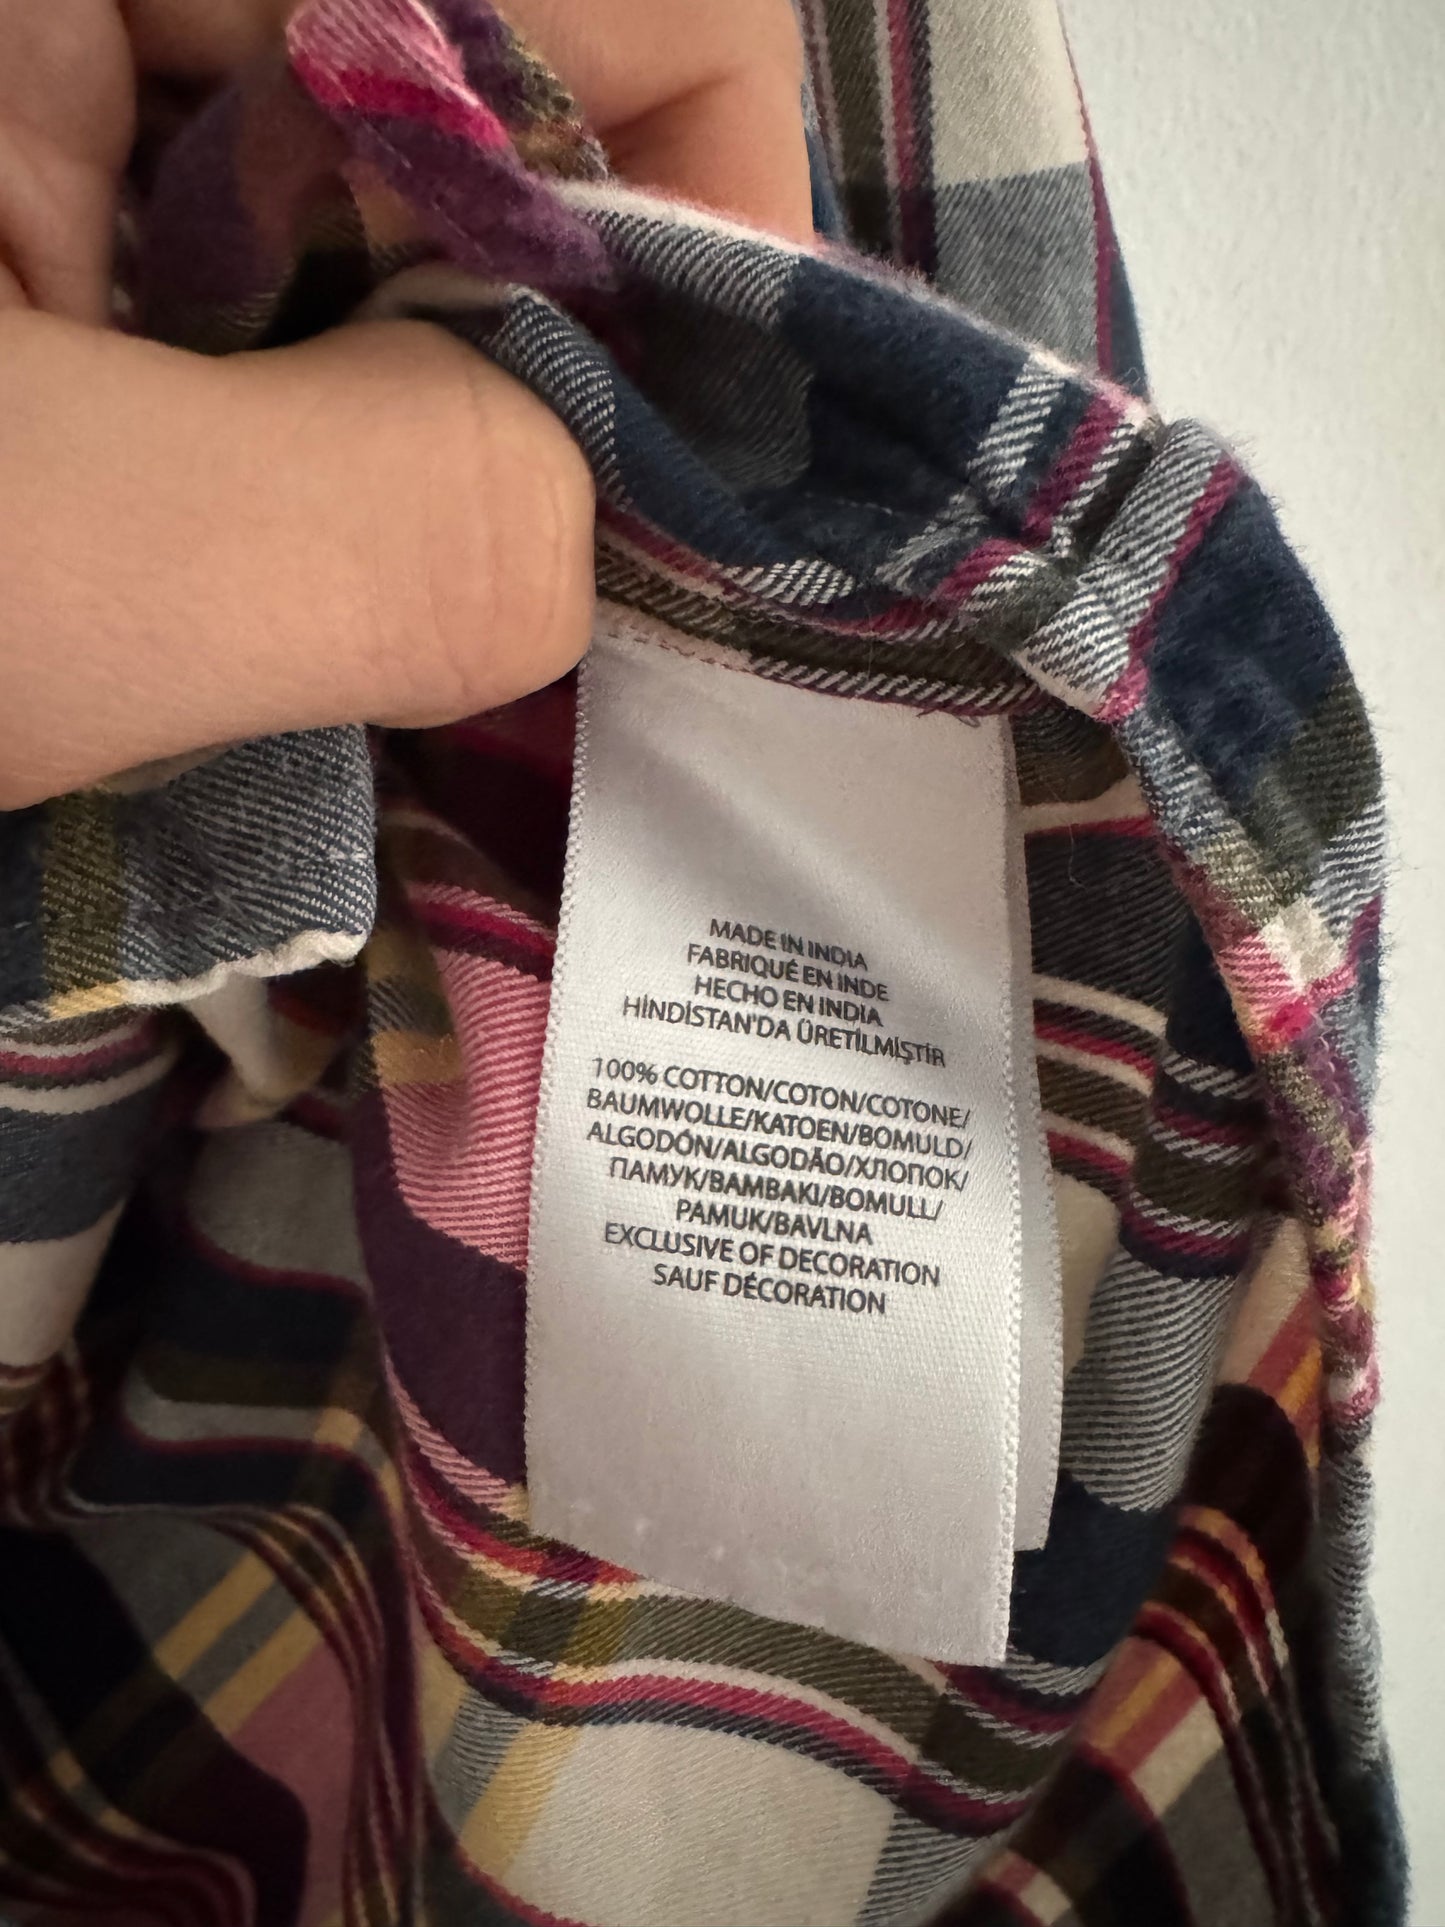 MADE IN INDIA
FABRIQUÉ EN INDE
HECHO EN INDIA
HİNDİSTAN'DA ÜRETİLMİŞTİR
100% COTTON/COTON/COTONE/
BAUMWOLLE/KATOEN/BOMULD/
ALGODÓN/ALGODÃO/ХЛОПОК/
ПАМУК/BAMBAKI/BOMULL/
PAMUK/BAVLNA
EXCLUSIVE OF DECORATION
SAUF DÉCORATION